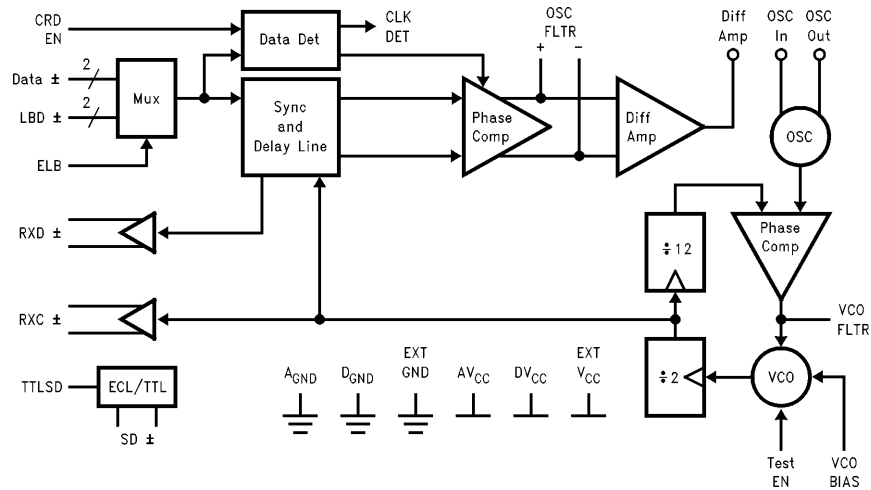 CRD
EN
Data Det
CLK
DET
OSC
FLTR
+ −
Diff
Amp
OSC
In
OSC
Out
Data ±
2
LBD ±
2
Mux
ELB
Sync
and
Delay Line
Phase
Comp
Diff
Amp
OSC
RXD ±
÷12
Phase
Comp
RXC ±
VCO
FLTR
TTLSD
ECL/TTL
SD ±
AGND
DGND
EXT
GND
AVCC
DVCC
EXT
VCC
÷2
VCO
Test
EN
VCO
BIAS